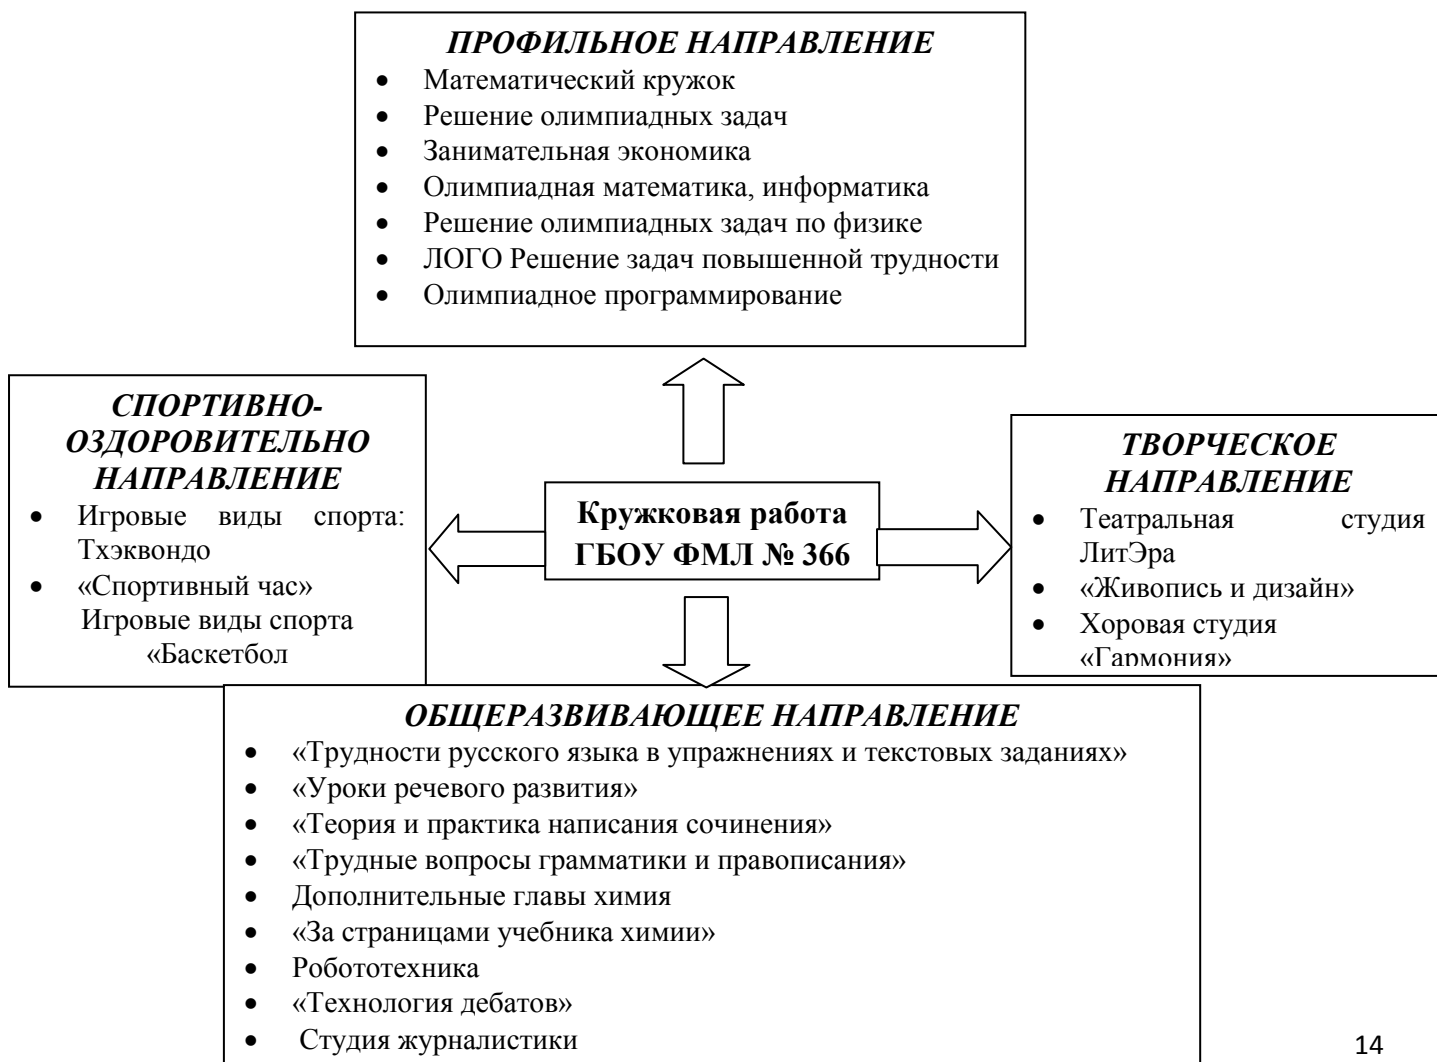 ПРОФИЛЬНОЕ НАПРАВЛЕНИЕ
• Математический кружок
• Решение олимпиадных задач
• Занимательная экономика
• Олимпиадная математика, информатика
• Решение олимпиадных задач по физике
• ЛОГО Решение задач повышенной трудности
• Олимпиадное программирование
СПОРТИВНО-
ОЗДОРОВИТЕЛЬНО
НАПРАВЛЕНИЕ
• Игровые виды спорта:
Тхэквондо
• «Спортивный час»
Игровые виды спорта
«Баскетбол
Кружковая работа
ГБОУ ФМЛ № 366
ТВОРЧЕСКОЕ
НАПРАВЛЕНИЕ
• Театральная студия
ЛитЭра
• «Живопись и дизайн»
• Хоровая студия
«Гармония»
ОБЩЕРАЗВИВАЮЩЕЕ НАПРАВЛЕНИЕ
• «Трудности русского языка в упражнениях и текстовых заданиях»
• «Уроки речевого развития»
• «Теория и практика написания сочинения»
• «Трудные вопросы грамматики и правописания»
• Дополнительные главы химия
• «За страницами учебника химии»
• Робототехника
• «Технология дебатов»
• Студия журналистики
14